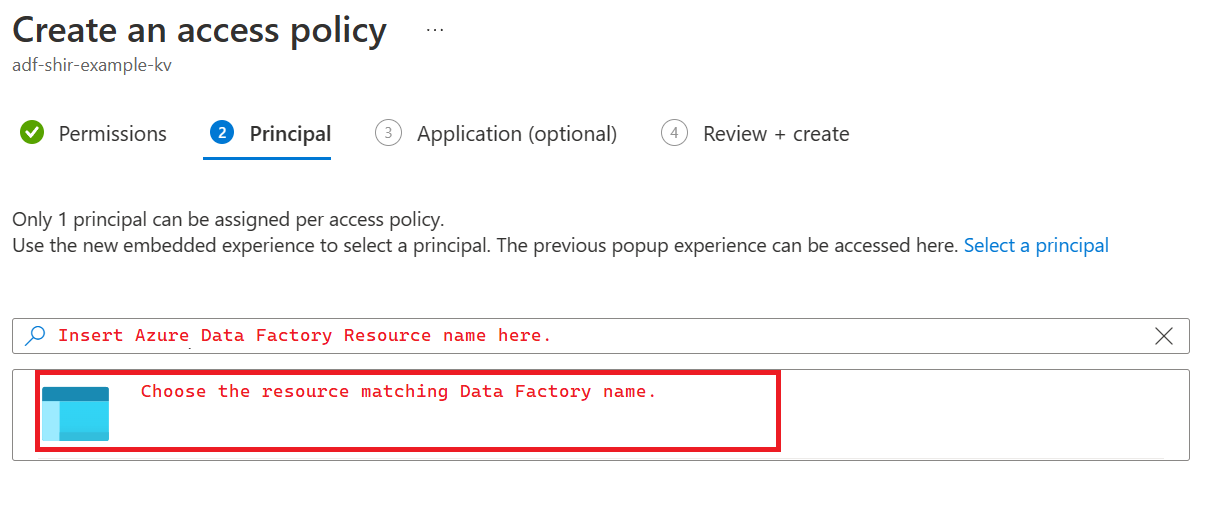 Create an access policy ...
adf-shir-example-kv
Permissions 2 Principal 3 Application (optional) 4 Review + create
Only 1 principal can be assigned per access policy.
Use the new embedded experience to select a principal. The previous popup experience can be accessed here. Select a principal
Insert Azure Data Factory Resource name here.
Choose the resource matching Data Factory name.